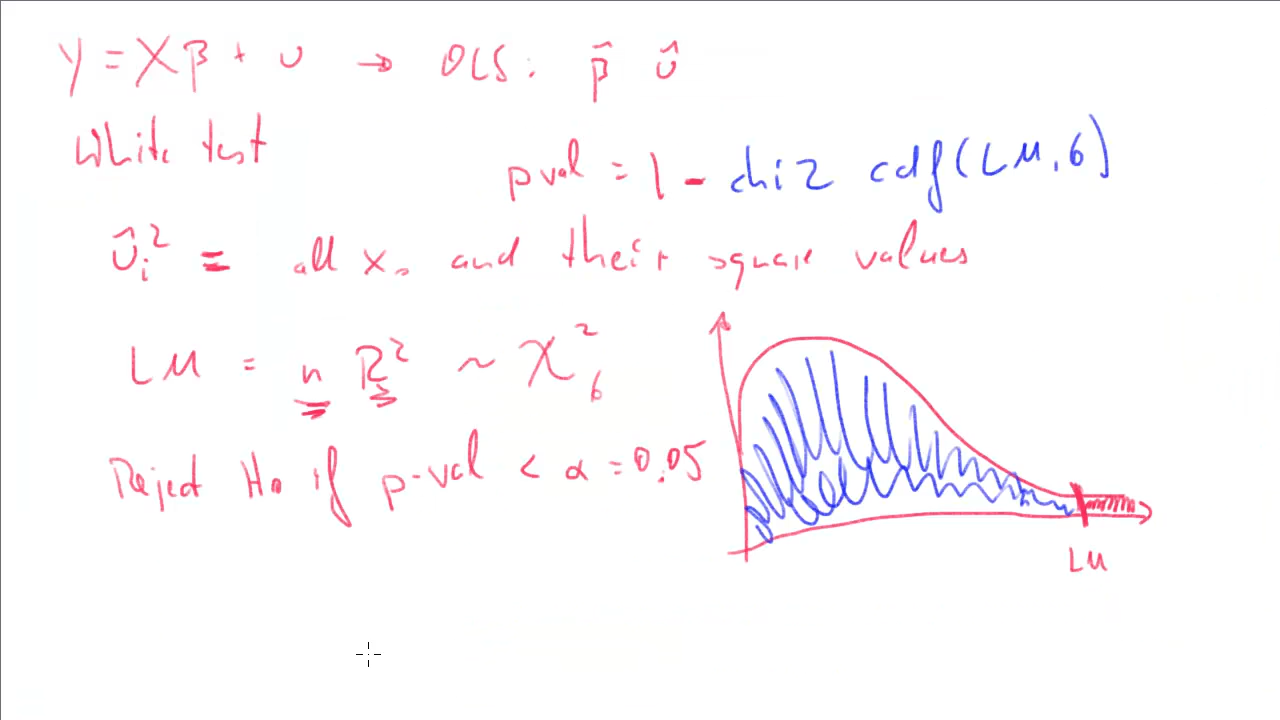 y = Xβ + u → OLS: β̂ û
White test
pval = 1 - chi2 cdf(LM, 6)
ûᵢ² = all x, and their square values
LM = n R² ~ χ²₆
Reject H₀ if p-val < α = 0.05
LM